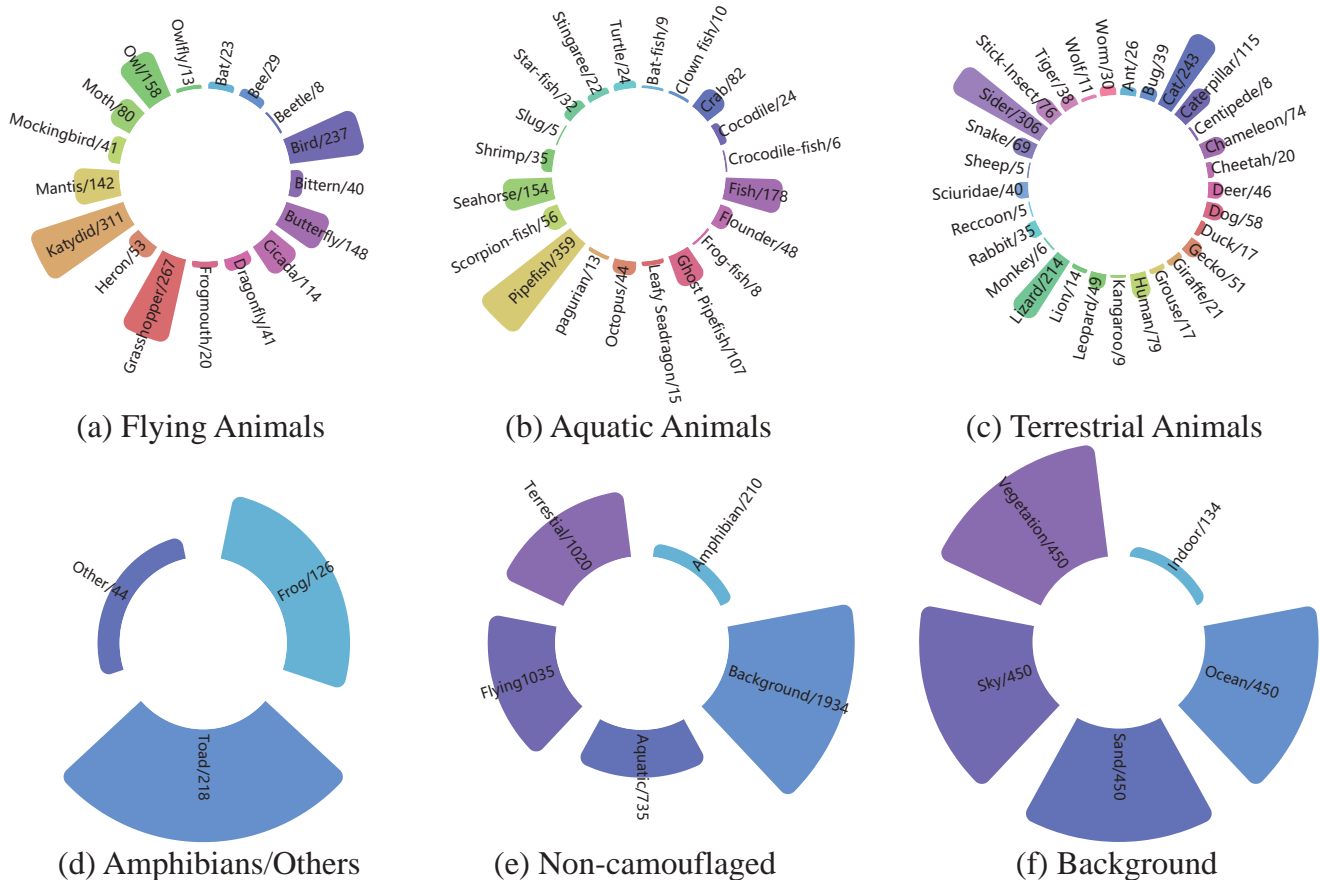 Owlfly/13
Bat/23
Bee/29
Beetle/8
Bird/237
Bittern/40
Butterfly/148
Cicada/114
Dragonfly/41
Frogmouth/20
Grasshopper/267
Heron/53
Katydid/311
Mantis/142
Mockingbird/41
Moth/80
Owl/158
(a) Flying Animals
Bat-fish/9
Clown fish/10
Crab/82
Cocodile/24
Crocodile-fish/6
Fish/178
Flounder/48
Frog-fish/8
Ghost Pipefish/107
Leafy Seadragon/15
Octopus/44
pagurian/13
Pipefish/359
Scorpion-fish/56
Seahorse/154
Shrimp/35
Slug/5
Star-fish/32
Stingaree/22
Turtle/24
(b) Aquatic Animals
Ant/26
Bug/39
Cat/243
Caterpillar/115
Centipede/8
Chameleon/74
Cheetah/20
Deer/46
Dog/58
Duck/17
Gecko/51
Giraffe/21
Grouse/17
Human/79
Kangaroo/9
Leopard/49
Lion/14
Lizard/214
Monkey/6
Rabbit/35
Reccoon/5
Sciuridae/40
Sheep/5
Snake/69
Sider/306
Stick-Insect/76
Tiger/38
Wolf/11
Worm/30
(c) Terrestrial Animals
Frog/126
Toad/218
Other/44
(d) Amphibians/Others
Amphibian/210
Background/1934
Aquatic/735
Flying1035
Terrestial/1020
(e) Non-camouflaged
Indoor/134
Ocean/450
Sand/450
Sky/450
Vegetation/450
(f) Background